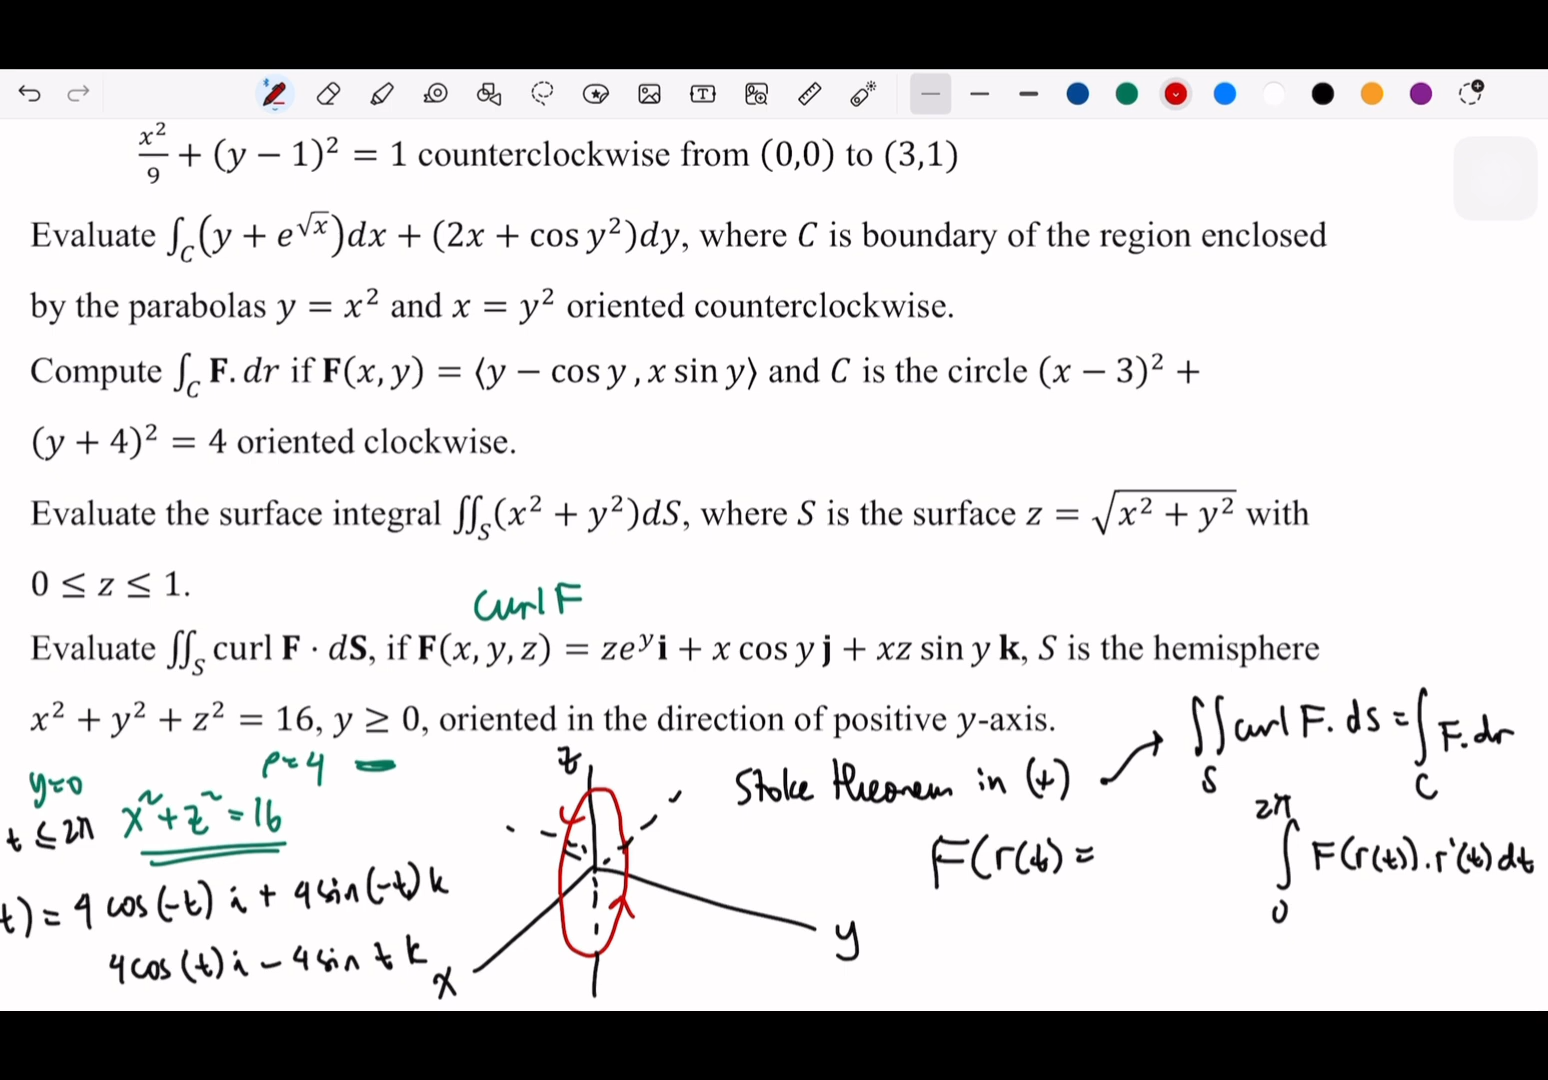 x²/9 + (y − 1)² = 1 counterclockwise from (0,0) to (3,1)
Evaluate ∫_C (y + e^√x)dx + (2x + cos y²)dy, where C is boundary of the region enclosed
by the parabolas y = x² and x = y² oriented counterclockwise.
Compute ∫_C F. dr if F(x, y) = ⟨y − cos y , x sin y⟩ and C is the circle (x − 3)² +
(y + 4)² = 4 oriented clockwise.
Evaluate the surface integral ∬_S (x² + y²)dS, where S is the surface z = √(x² + y²) with
0 ≤ z ≤ 1.
curl F
Evaluate ∬_S curl F · dS, if F(x, y, z) = ze^y i + x cos y j + xz sin y k, S is the hemisphere
x² + y² + z² = 16, y ≥ 0, oriented in the direction of positive y-axis.
∬_S curl F. ds = ∫_C F. dr
y=0
ρ=4
z
Stoke theorem in (+)
t ≤ 2π x²+z²=16
F(r(t) =
∫_0^2π F(r(t)).r'(t)dt
t) = 4 cos(-t) i + 4 sin(-t) k
y
4cos(t) i − 4 sin t k
x